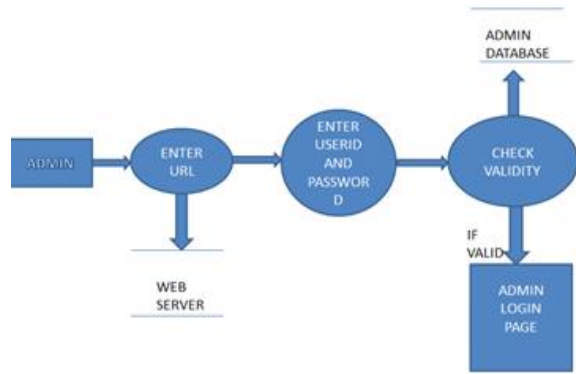 ADMIN
ENTER
URL
WEB
SERVER
ENTER
USERID
AND
PASSWOR
D
CHECK
VALIDITY
ADMIN
DATABASE
IF
VALID
ADMIN
LOGIN
PAGE